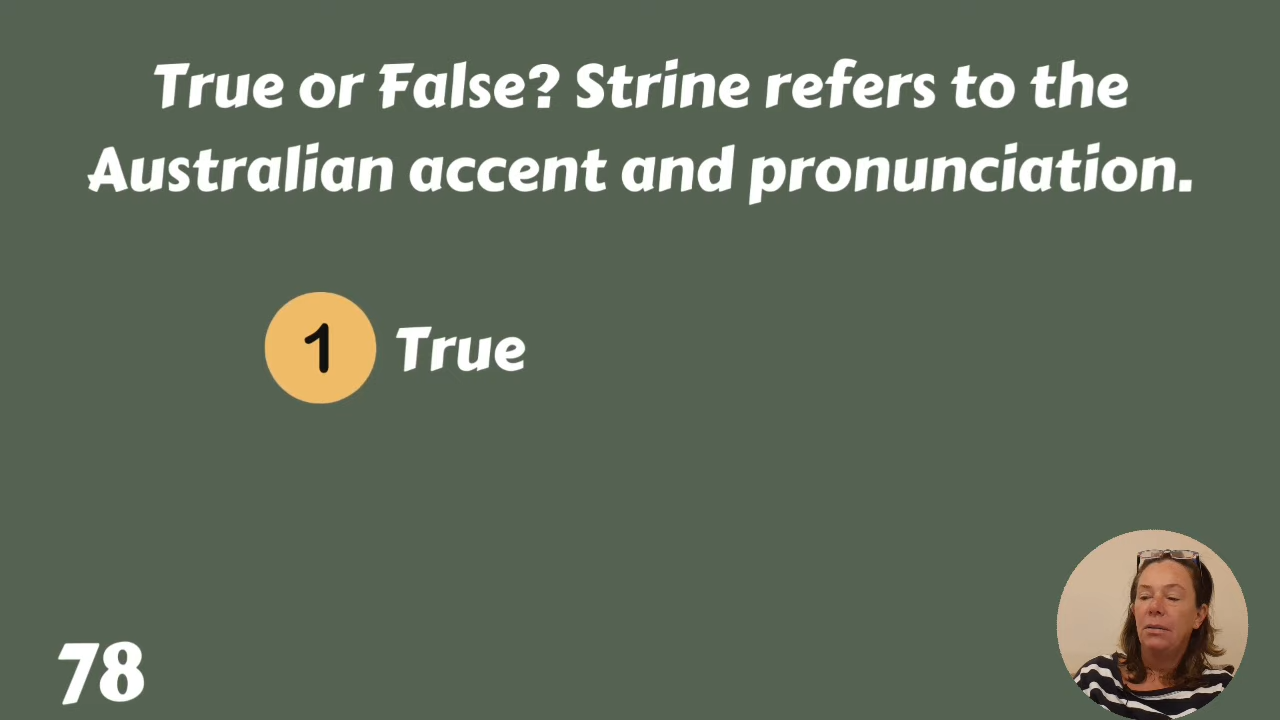 True or False? Strine refers to the
Australian accent and pronunciation.
1 True
78